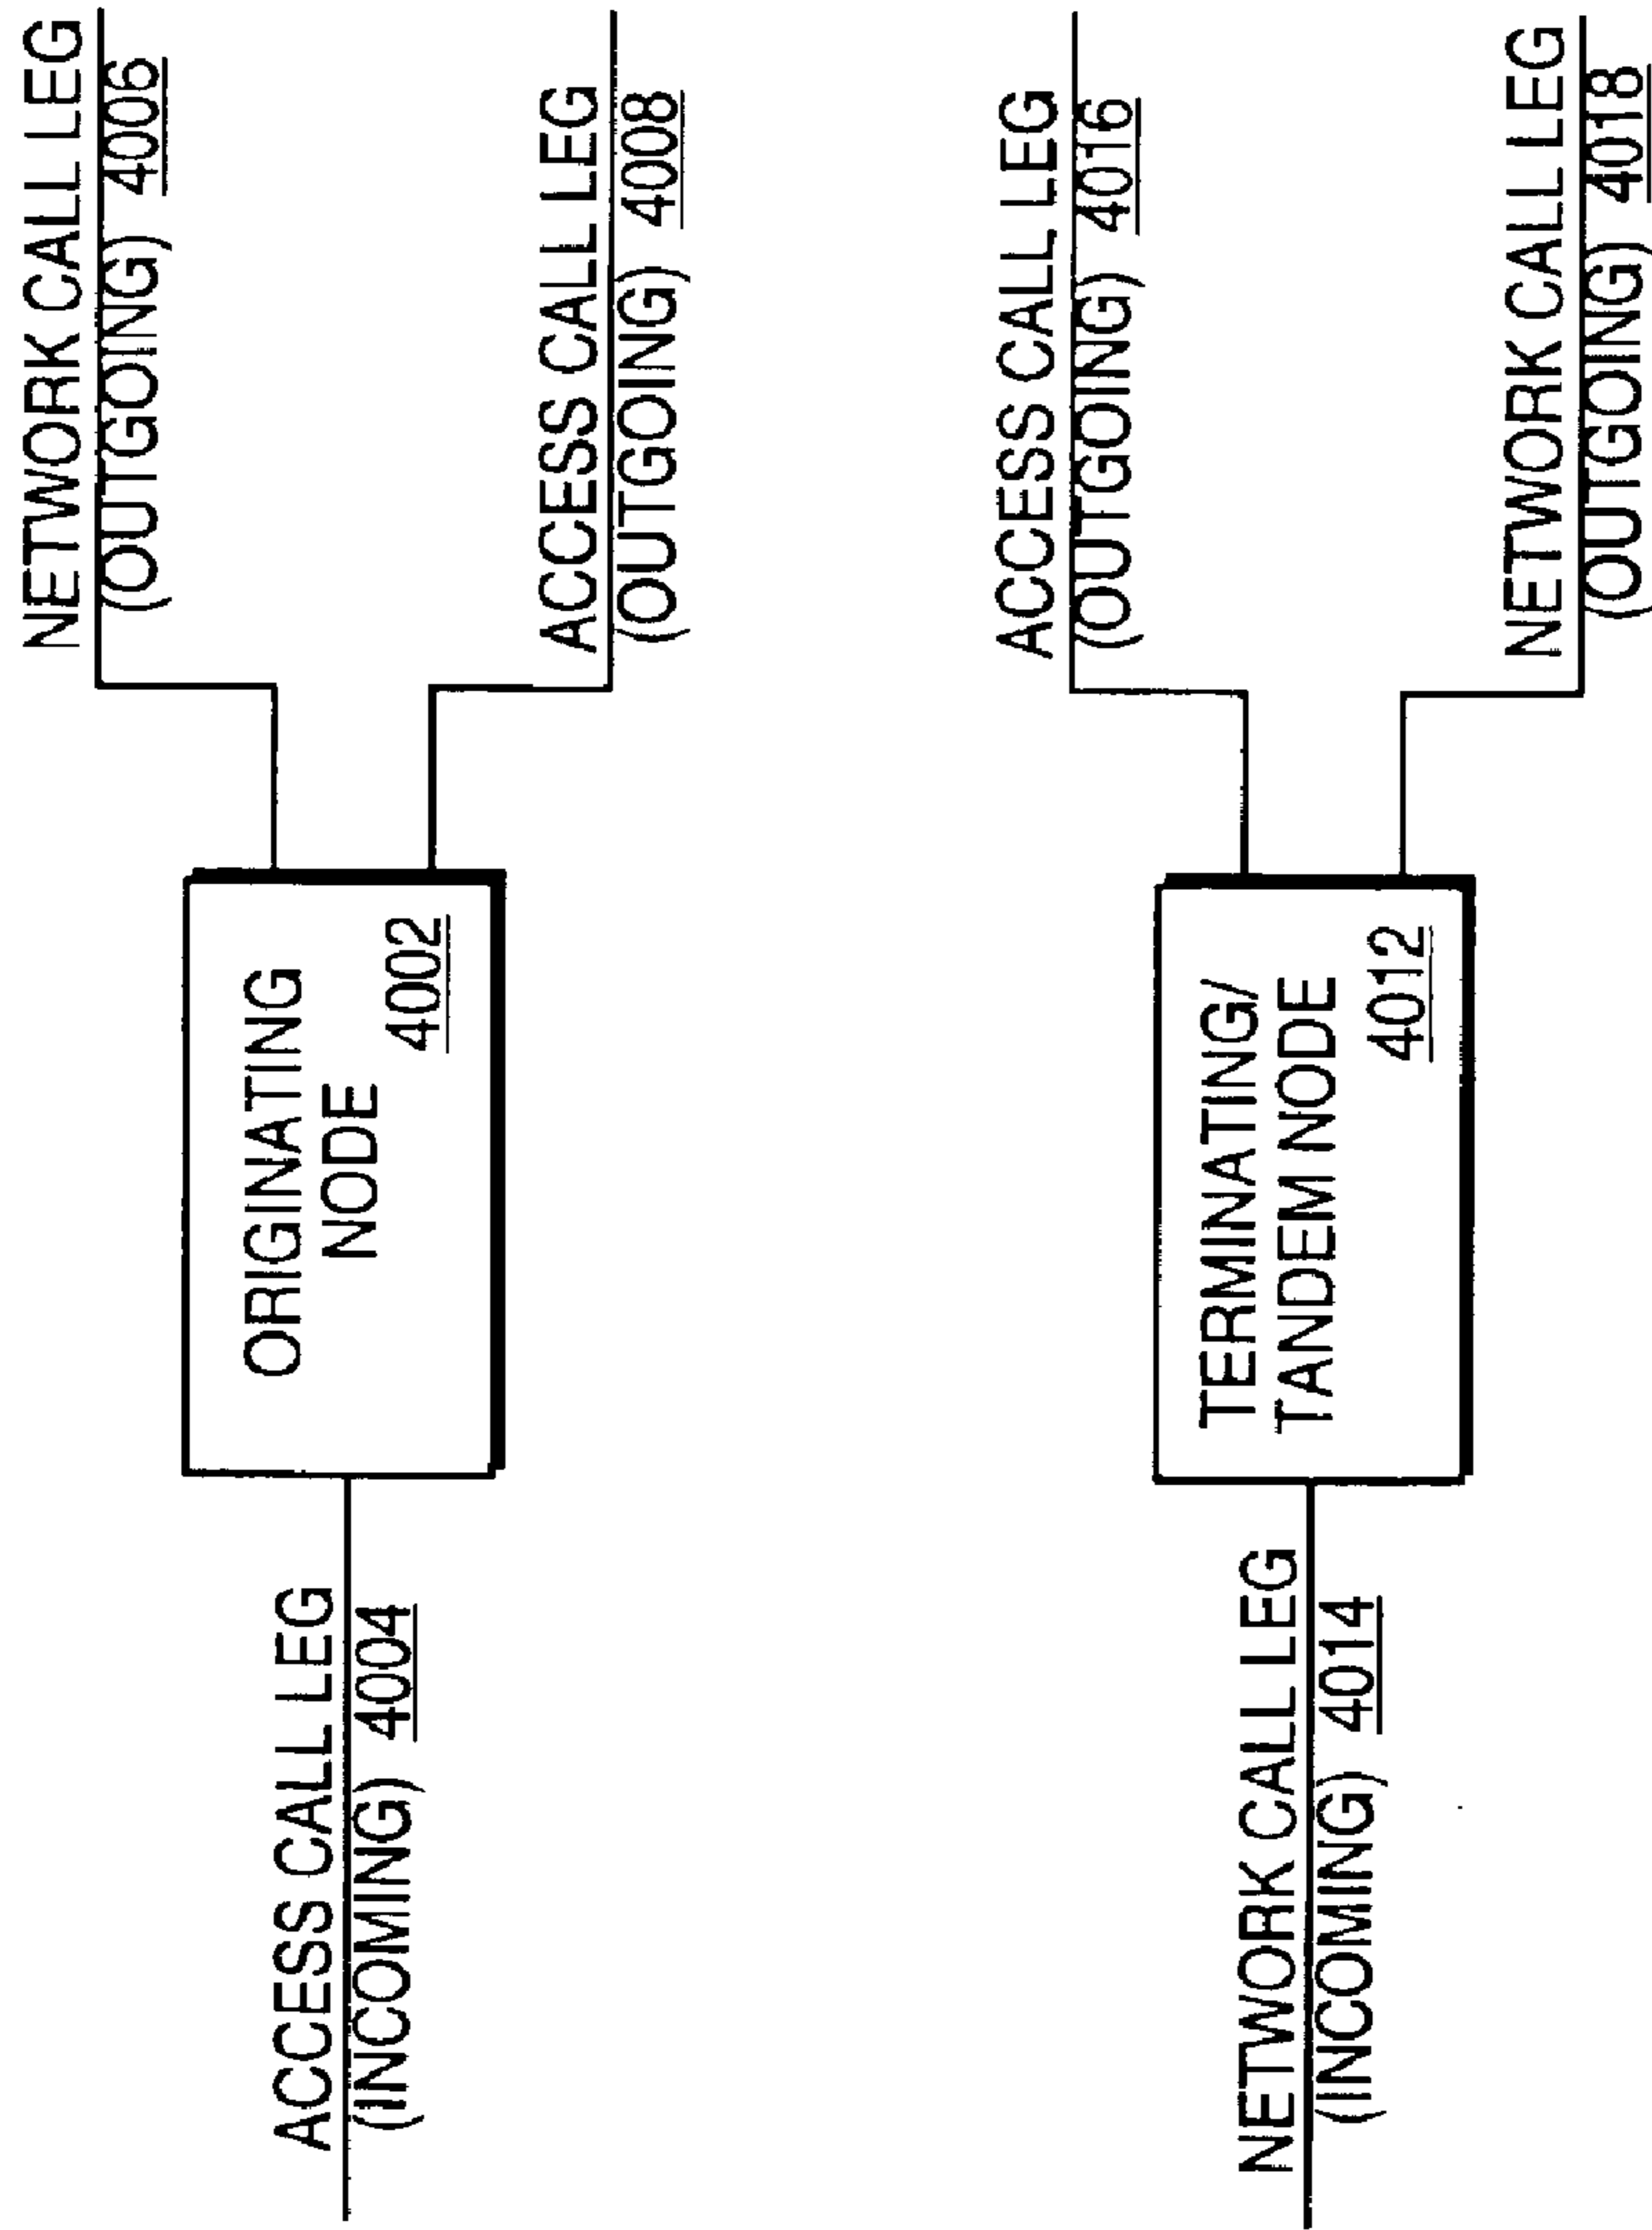 ACCESS CALL LEG
(INCOMING) 4004
ORIGINATING
NODE
4002
NETWORK CALL LEG
(OUTGOING) 4006
ACCESS CALL LEG
(OUTGOING) 4008
NETWORK CALL LEG
(INCOMING) 4014
TERMINATING/
TANDEM NODE
4012
ACCESS CALL LEG
(OUTGOING) 4016
NETWORK CALL LEG
(OUTGOING) 4018